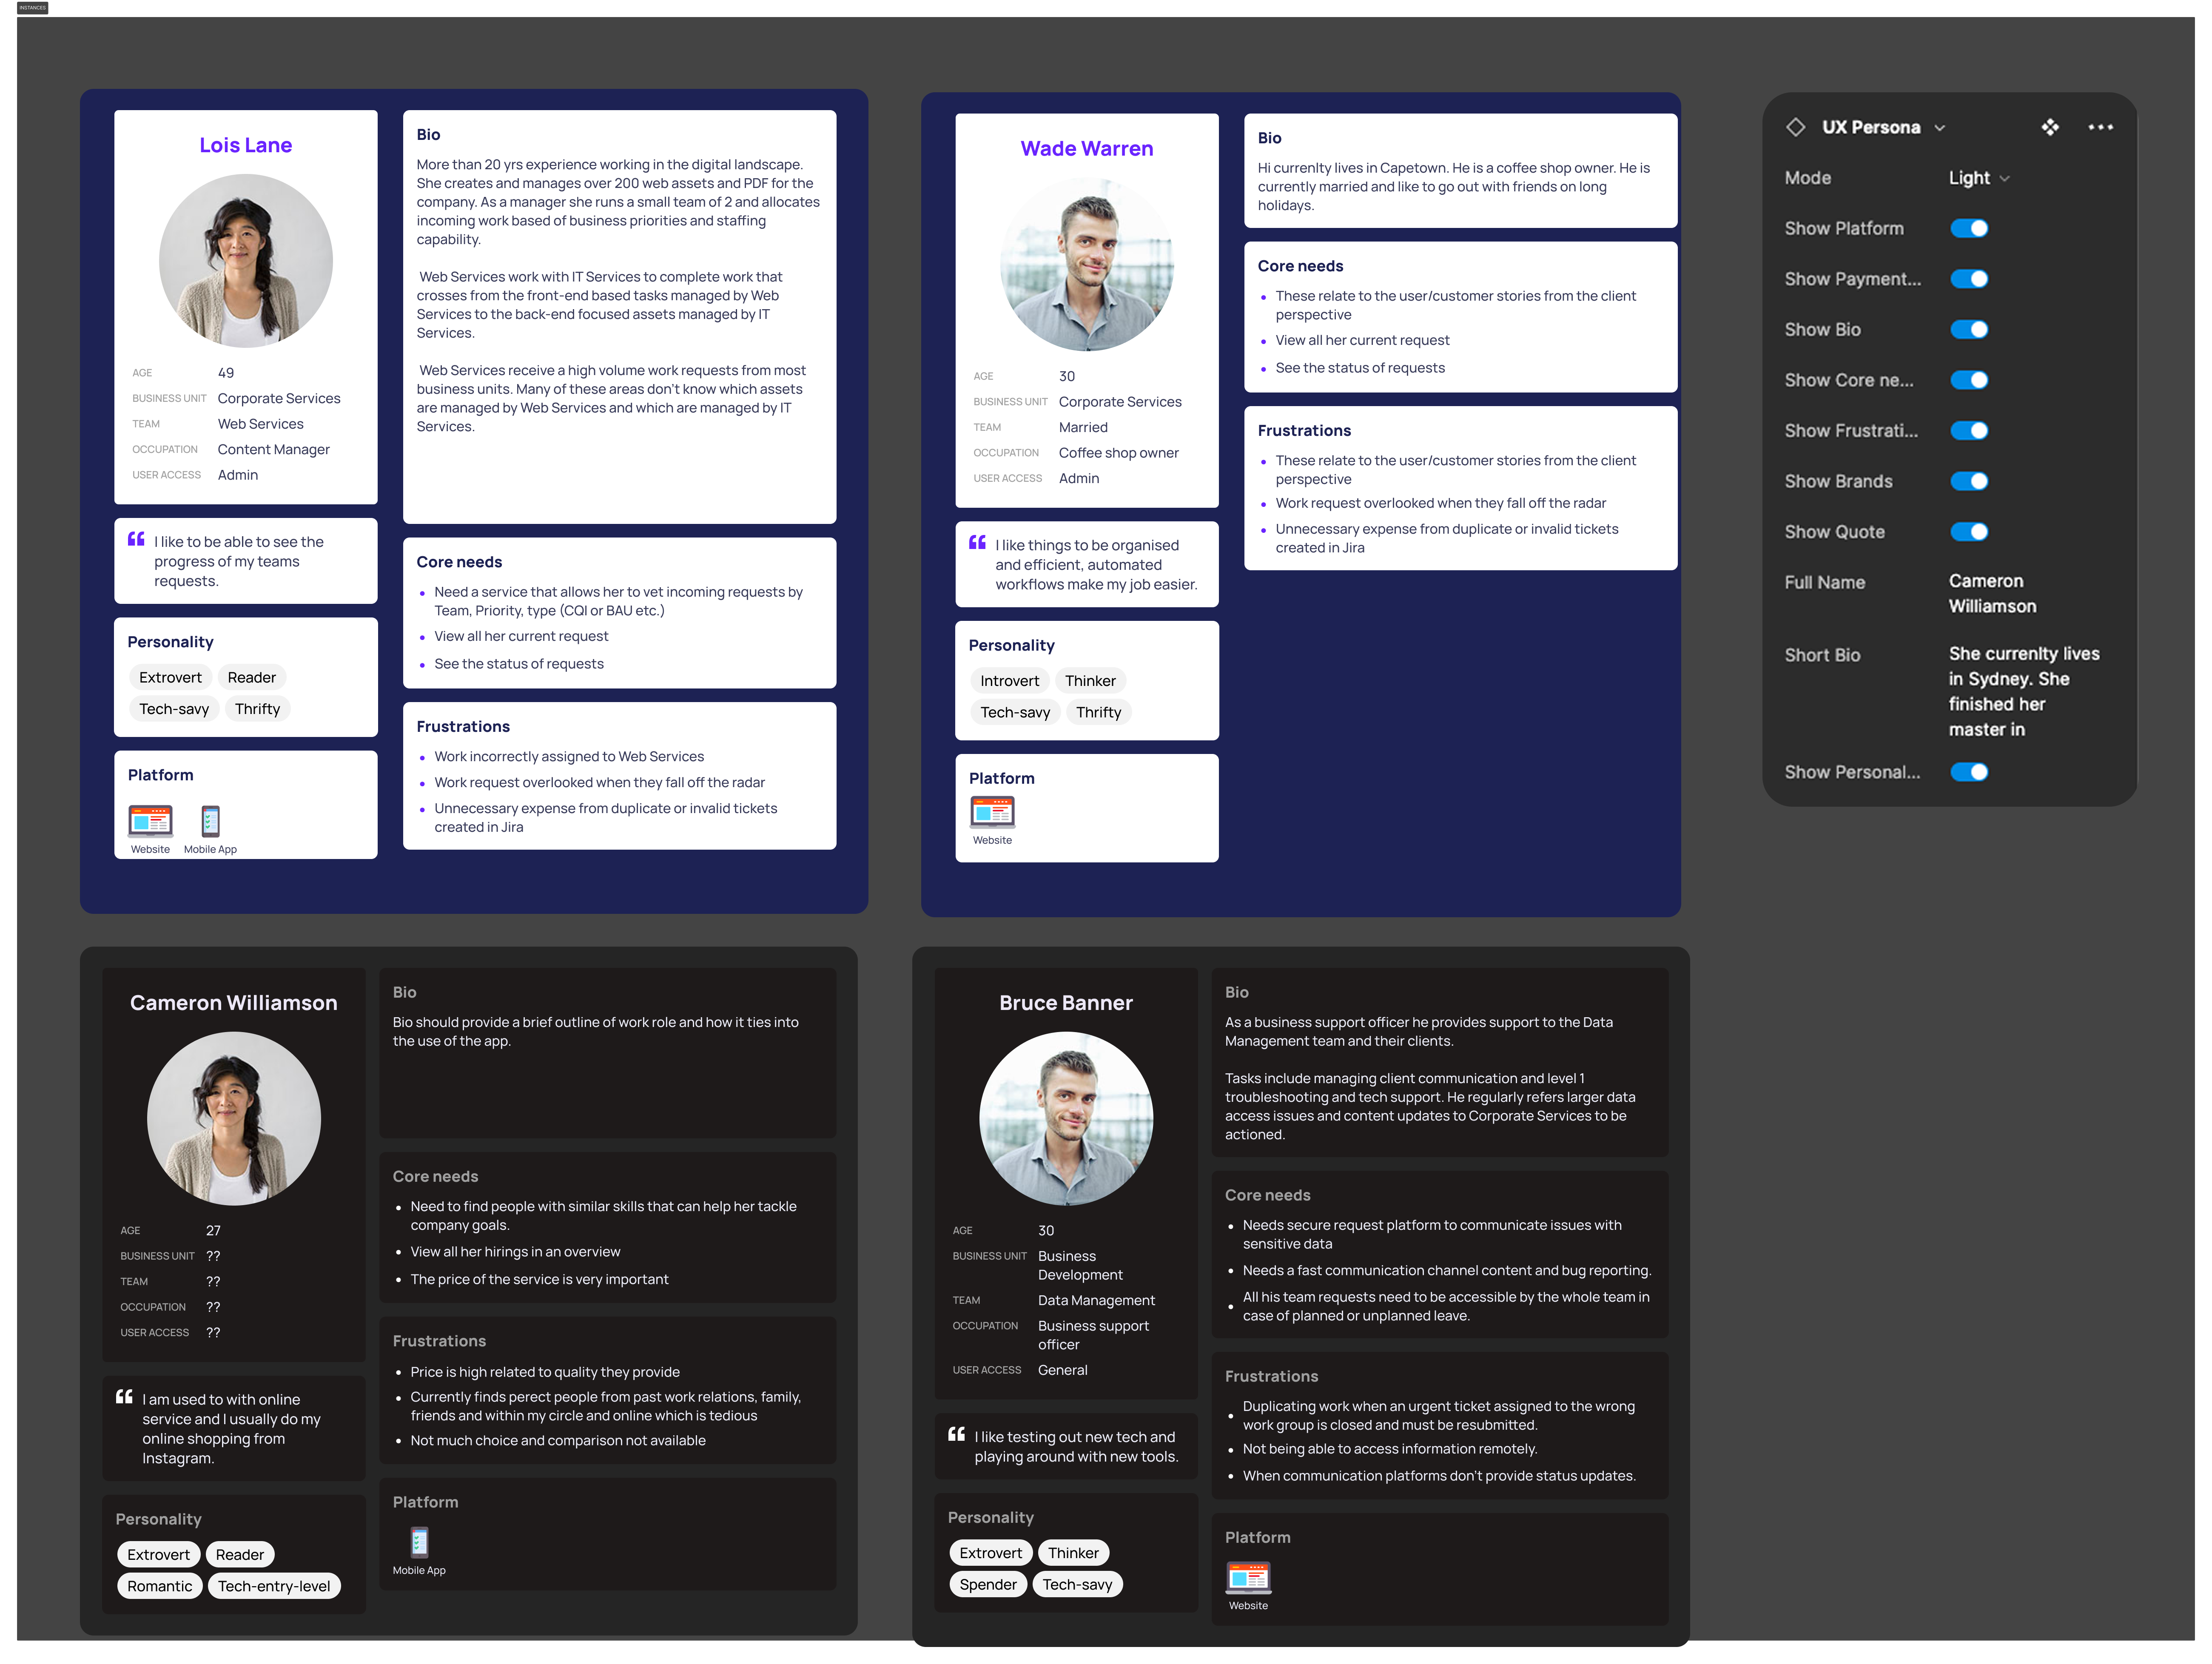 INSTANCES
Lois Lane
AGE 49
BUSINESS UNIT Corporate Services
TEAM Web Services
OCCUPATION Content Manager
USER ACCESS Admin
I like to be able to see the
progress of my teams
requests.
Personality
Extrovert Reader
Tech-savy Thrifty
Platform
Website Mobile App
Bio
More than 20 yrs experience working in the digital landscape.
She creates and manages over 200 web assets and PDF for the
company. As a manager she runs a small team of 2 and allocates
incoming work based of business priorities and staffing
capability.
Web Services work with IT Services to complete work that
crosses from the front-end based tasks managed by Web
Services to the back-end focused assets managed by IT
Services.
Web Services receive a high volume work requests from most
business units. Many of these areas don't know which assets
are managed by Web Services and which are managed by IT
Services.
Core needs
• Need a service that allows her to vet incoming requests by
Team, Priority, type (CQI or BAU etc.)
• View all her current request
• See the status of requests
Frustrations
• Work incorrectly assigned to Web Services
• Work request overlooked when they fall off the radar
• Unnecessary expense from duplicate or invalid tickets
created in Jira
Wade Warren
AGE 30
BUSINESS UNIT Corporate Services
TEAM Married
OCCUPATION Coffee shop owner
USER ACCESS Admin
I like things to be organised
and efficient, automated
workflows make my job easier.
Personality
Introvert Thinker
Tech-savy Thrifty
Platform
Website
Bio
Hi currenlty lives in Capetown. He is a coffee shop owner. He is
currently married and like to go out with friends on long
holidays.
Core needs
• These relate to the user/customer stories from the client
perspective
• View all her current request
• See the status of requests
Frustrations
• These relate to the user/customer stories from the client
perspective
• Work request overlooked when they fall off the radar
• Unnecessary expense from duplicate or invalid tickets
created in Jira
UX Persona
Mode Light
Show Platform
Show Payment...
Show Bio
Show Core ne...
Show Frustrati...
Show Brands
Show Quote
Full Name Cameron
Williamson
Short Bio She currenlty lives
in Sydney. She
finished her
master in
Show Personal...
Cameron Williamson
AGE 27
BUSINESS UNIT ??
TEAM ??
OCCUPATION ??
USER ACCESS ??
I am used to with online
service and I usually do my
online shopping from
Instagram.
Personality
Extrovert Reader
Romantic Tech-entry-level
Bio
Bio should provide a brief outline of work role and how it ties into
the use of the app.
Core needs
• Need to find people with similar skills that can help her tackle
company goals.
• View all her hirings in an overview
• The price of the service is very important
Frustrations
• Price is high related to quality they provide
• Currently finds perect people from past work relations, family,
friends and within my circle and online which is tedious
• Not much choice and comparison not available
Platform
Mobile App
Bruce Banner
AGE 30
BUSINESS UNIT Business
Development
TEAM Data Management
OCCUPATION Business support
officer
USER ACCESS General
I like testing out new tech and
playing around with new tools.
Personality
Extrovert Thinker
Spender Tech-savy
Bio
As a business support officer he provides support to the Data
Management team and their clients.
Tasks include managing client communication and level 1
troubleshooting and tech support. He regularly refers larger data
access issues and content updates to Corporate Services to be
actioned.
Core needs
• Needs secure request platform to communicate issues with
sensitive data
• Needs a fast communication channel content and bug reporting.
• All his team requests need to be accessible by the whole team in
case of planned or unplanned leave.
Frustrations
• Duplicating work when an urgent ticket assigned to the wrong
work group is closed and must be resubmitted.
• Not being able to access information remotely.
• When communication platforms don't provide status updates.
Platform
Website